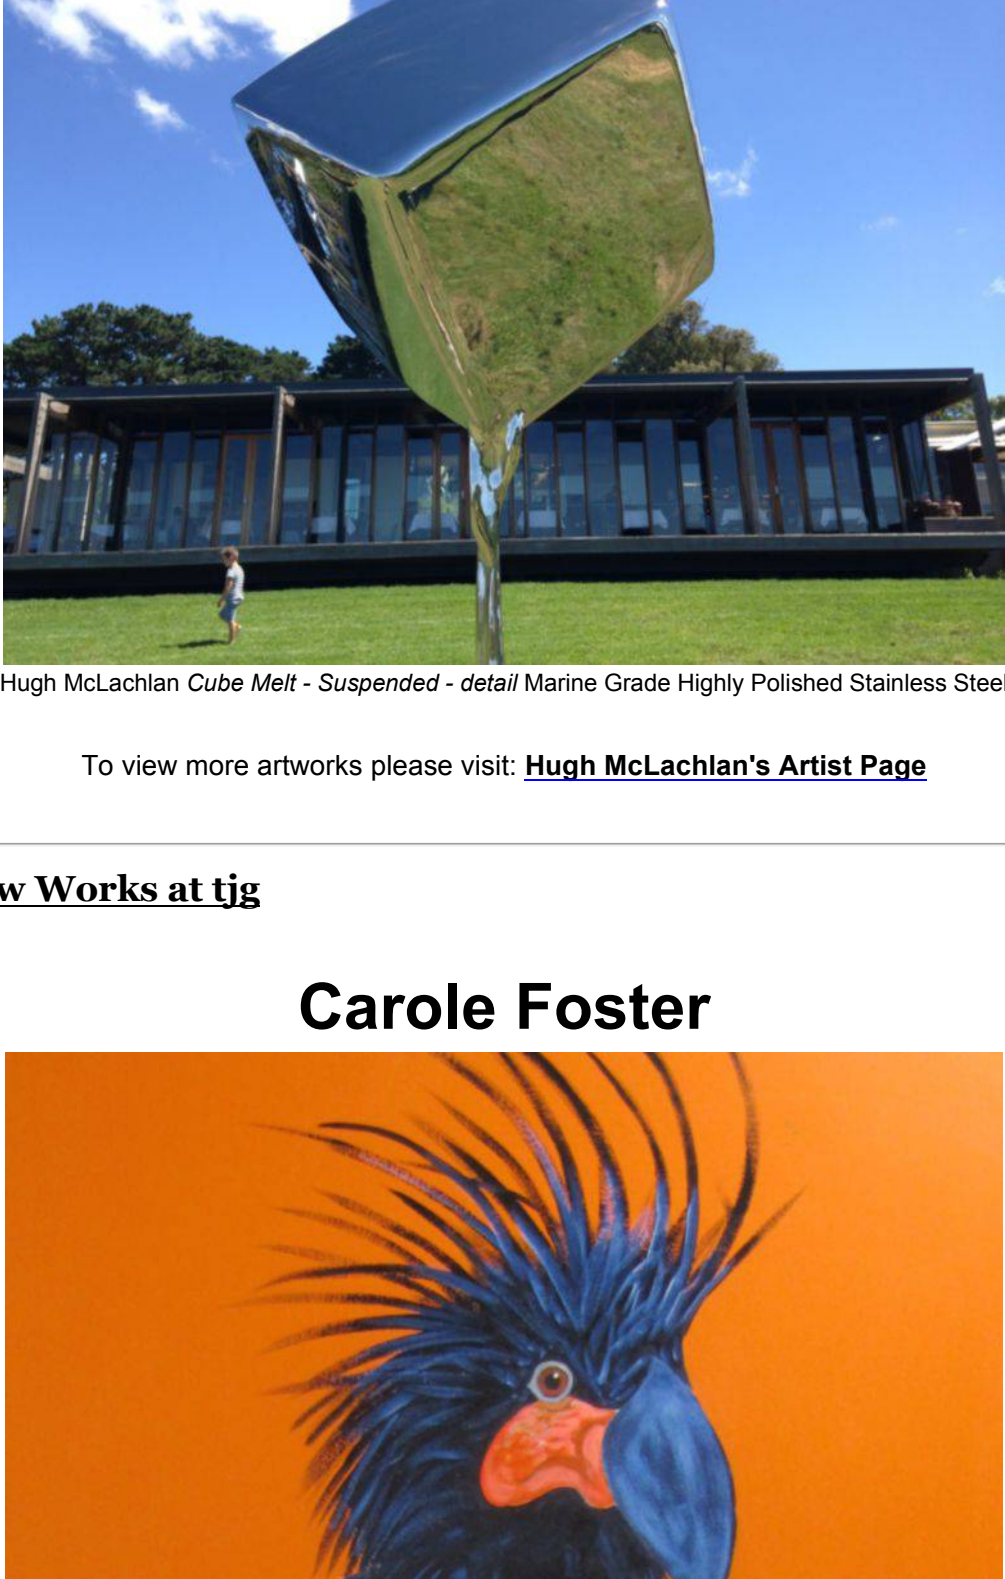 Hugh McLachlan Cube Melt - Suspended - detail Marine Grade Highly Polished Stainless Steel
To view more artworks please visit: Hugh McLachlan's Artist Page
w Works at tjg
Carole Foster